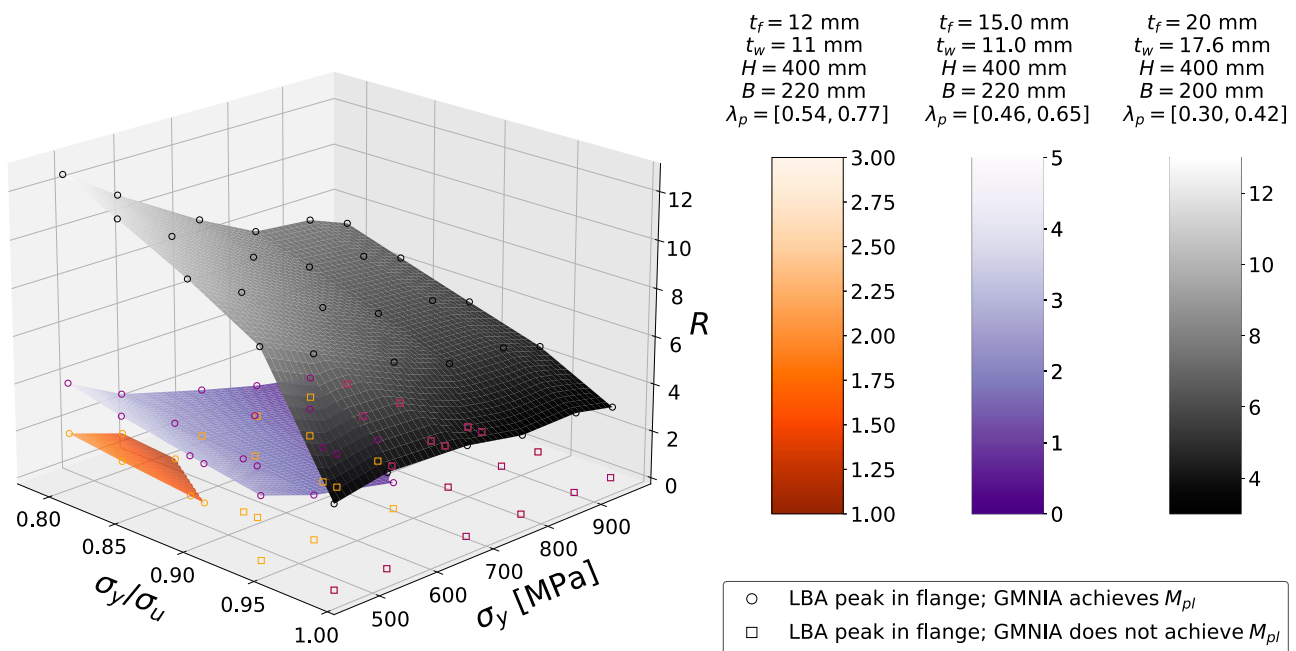 t_f = 12 mm
t_w = 11 mm
H = 400 mm
B = 220 mm
λ_p = [0.54, 0.77]
t_f = 15.0 mm
t_w = 11.0 mm
H = 400 mm
B = 220 mm
λ_p = [0.46, 0.65]
t_f = 20 mm
t_w = 17.6 mm
H = 400 mm
B = 200 mm
λ_p = [0.30, 0.42]
12
10
8
6
4
2
0
R
0.80
0.85
0.90
0.95
1.00
σ_y/σ_u
500
600
700
800
900
σ_y [MPa]
3.00
2.75
2.50
2.25
2.00
1.75
1.50
1.25
1.00
5
4
3
2
1
0
12
10
8
6
4
LBA peak in flange; GMNIA achieves M_pl
LBA peak in flange; GMNIA does not achieve M_pl